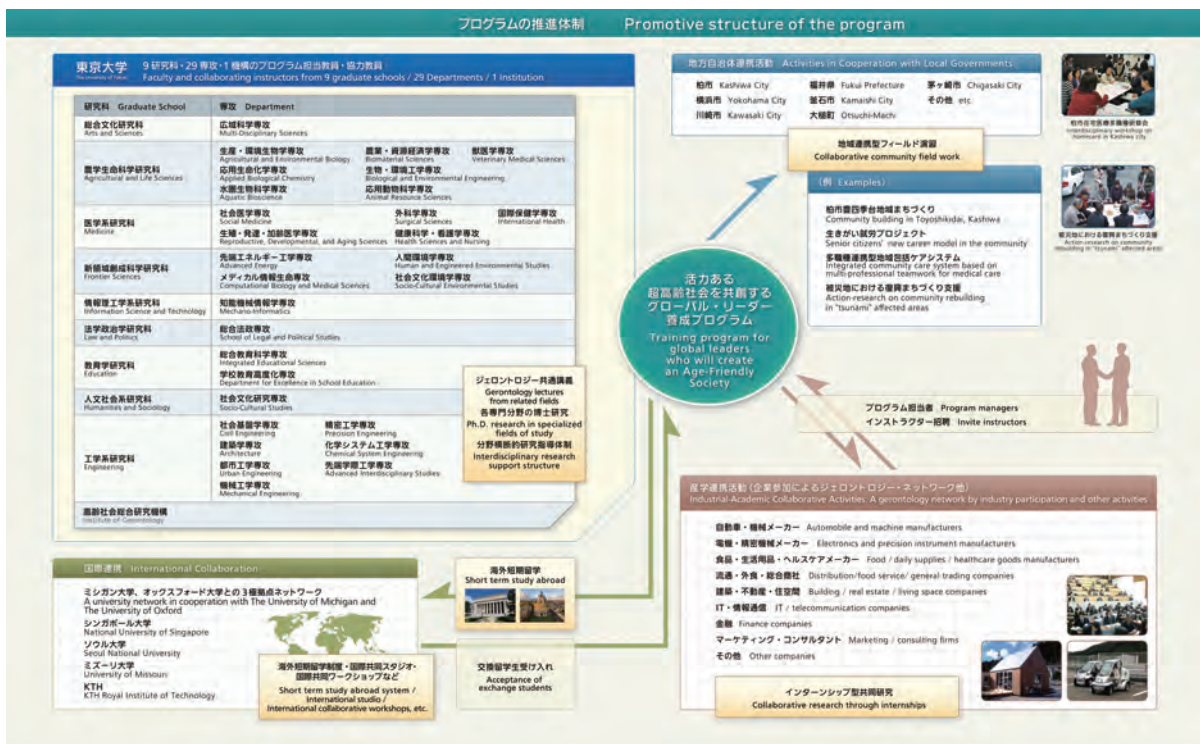 プログラムの推進体制 Promotive structure of the program
東京大学 9研究科・29専攻・1機構のプログラム担当教員・協力教員
The University of Tokyo Faculty and collaborating instructors from 9 graduate schools / 29 Departments / 1 Institution
研究科 Graduate School
専攻 Department
総合文化研究科
Arts and Sciences
広域科学専攻
Multi-Disciplinary Sciences
農学生命科学研究科
Agricultural and Life Sciences
生産・環境生物学専攻
Agricultural and Environmental Biology
農業・資源経済学専攻
Biomaterial Sciences
獣医学専攻
Veterinary Medical Sciences
応用生命化学専攻
Applied Biological Chemistry
生物・環境工学専攻
Biological and Environmental Engineering
水圏生物科学専攻
Aquatic Bioscience
応用動物科学専攻
Animal Resource Sciences
医学系研究科
Medicine
社会医学専攻
Social Medicine
外科学専攻
Surgical Sciences
国際保健学専攻
International Health
生殖・発達・加齢医学専攻
Reproductive, Developmental, and Aging Sciences
健康科学・看護学専攻
Health Sciences and Nursing
新領域創成科学研究科
Frontier Sciences
先端エネルギー工学専攻
Advanced Energy
人間環境学専攻
Human and Engineered Environmental Studies
メディカル情報生命専攻
Computational Biology and Medical Sciences
社会文化環境学専攻
Socio-Cultural Environmental Studies
情報理工学系研究科
Information Science and Technology
知能機械情報学専攻
Mechano-Informatics
法学政治学研究科
Law and Politics
総合法政専攻
School of Legal and Political Studies
教育学研究科
Education
総合教育科学専攻
Integrated Educational Sciences
学校教育高度化専攻
Department for Excellence in School Education
人文社会系研究科
Humanities and Sociology
社会文化研究専攻
Socio-Cultural Studies
工学系研究科
Engineering
社会基盤学専攻
Civil Engineering
精密工学専攻
Precision Engineering
建築学専攻
Architecture
化学システム工学専攻
Chemical System Engineering
都市工学専攻
Urban Engineering
先端学際工学専攻
Advanced Interdisciplinary Studies
機械工学専攻
Mechanical Engineering
高齢社会総合研究機構
Institute of Gerontology
ジェロントロジー共通講義
Gerontology lectures
from related fields
各専門分野の博士研究
Ph.D. research in specialized
fields of study
分野横断的研究指導体制
Interdisciplinary research
support structure
地方自治体連携活動 Activities in Cooperation with Local Governments
柏市 Kashiwa City
福井県 Fukui Prefecture
茅ヶ崎市 Chigasaki City
横浜市 Yokohama City
釜石市 Kamaishi City
その他 etc.
川崎市 Kawasaki City
大槌町 Otsuchi-Machi
地域連携型フィールド演習
Collaborative community field work
柏市在宅医療多職種研修会
Interdisciplinary workshop on
homecare in Kashiwa city
(例 Examples)
柏市豊四季台地域まちづくり
Community building in Toyoshikidai, Kashiwa
生きがい就労プロジェクト
Senior citizens' new career model in the community
多職種連携型地域包括ケアシステム
Integrated community care system based on
multi-professional teamwork for medical care
被災地における復興まちづくり支援
Action-research on community rebuilding
in "tsunami" affected areas
被災地における復興まちづくり支援
Action-research on community
rebuilding in "tsunami" affected areas
活力ある
超高齢社会を共創する
グローバル・リーダー
養成プログラム
Training program for
global leaders
who will create
an Age-Friendly
Society
プログラム担当者 Program managers
インストラクター招聘 Invite instructors
産学連携活動(企業参加によるジェロントロジー・ネットワーク他)
Industrial-Academic Collaborative Activities: A gerontology network by industry participation and other activities
自動車・機械メーカー Automobile and machine manufacturers
電機・精密機械メーカー Electronics and precision instrument manufacturers
食品・生活用品・ヘルスケアメーカー Food / daily supplies / healthcare goods manufacturers
流通・外食・総合商社 Distribution/food service/ general trading companies
建築・不動産・住空間 Building / real estate / living space companies
IT・情報通信 IT / telecommunication companies
金融 Finance companies
マーケティング・コンサルタント Marketing / consulting firms
その他 Other companies
インターンシップ型共同研究
Collaborative research through internships
国際連携 International Collaboration
ミシガン大学、オックスフォード大学との3極拠点ネットワーク
A university network in cooperation with The University of Michigan and
The University of Oxford
シンガポール大学
National University of Singapore
ソウル大学
Seoul National University
ミズーリ大学
University of Missouri
KTH
KTH Royal Institute of Technology
海外短期留学制度・国際共同スタジオ・
国際共同ワークショップなど
Short term study abroad system /
International studio /
International collaborative workshops, etc.
海外短期留学
Short term study abroad
交換留学生受け入れ
Acceptance of
exchange students